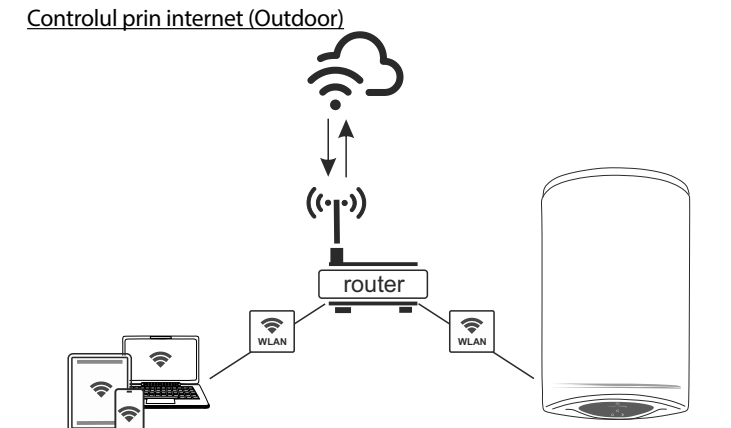 Controlul prin internet (Outdoor)
router
WLAN
WLAN